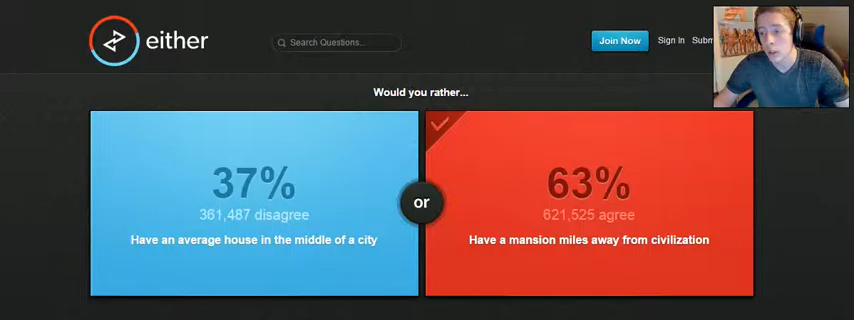 either
Search Questions...
Join Now
Sign In
Would you rather...
37%
361,487 disagree
Have an average house in the middle of a city
or
63%
621,525 agree
Have a mansion miles away from civilization